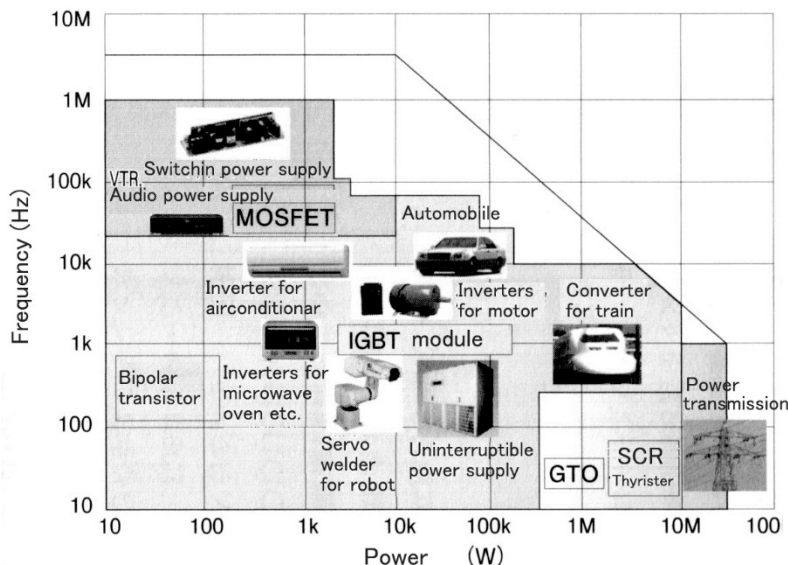 10M
1M
100k
10k
1k
100
10
Frequency (Hz)
Switchin power supply
VTR
Audio power supply
MOSFET
Automobile
Inverter for
airconditionar
Inverters
for motor
Converter
for train
IGBT module
Bipolar
transistor
Inverters for
microwave
oven etc.
Servo
welder
for robot
Uninterruptible
power supply
Power
transmission
GTO
SCR
Thyrister
10
100
1k
10k
100k
1M
10M
100
Power (W)